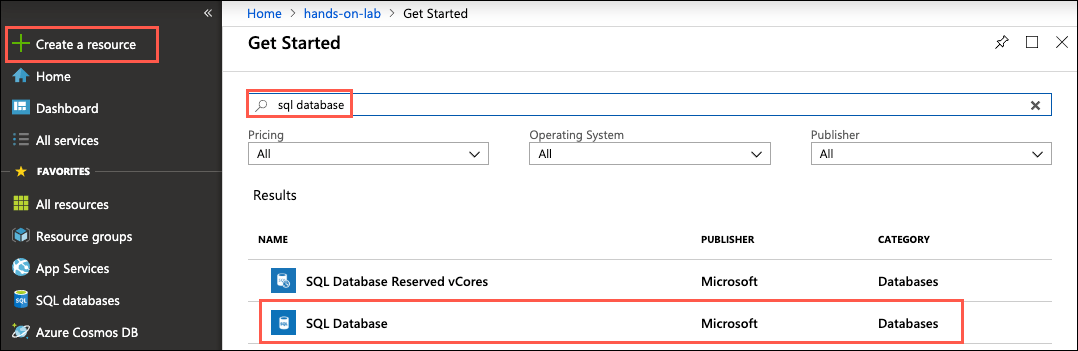 «
Create a resource
Home
Dashboard
All services
FAVORITES
All resources
Resource groups
App Services
SQL databases
Azure Cosmos DB
Home > hands-on-lab > Get Started
Get Started
sql database
Pricing Operating System Publisher
All All All
Results
NAME PUBLISHER CATEGORY
SQL Database Reserved vCores Microsoft Databases
SQL Database Microsoft Databases